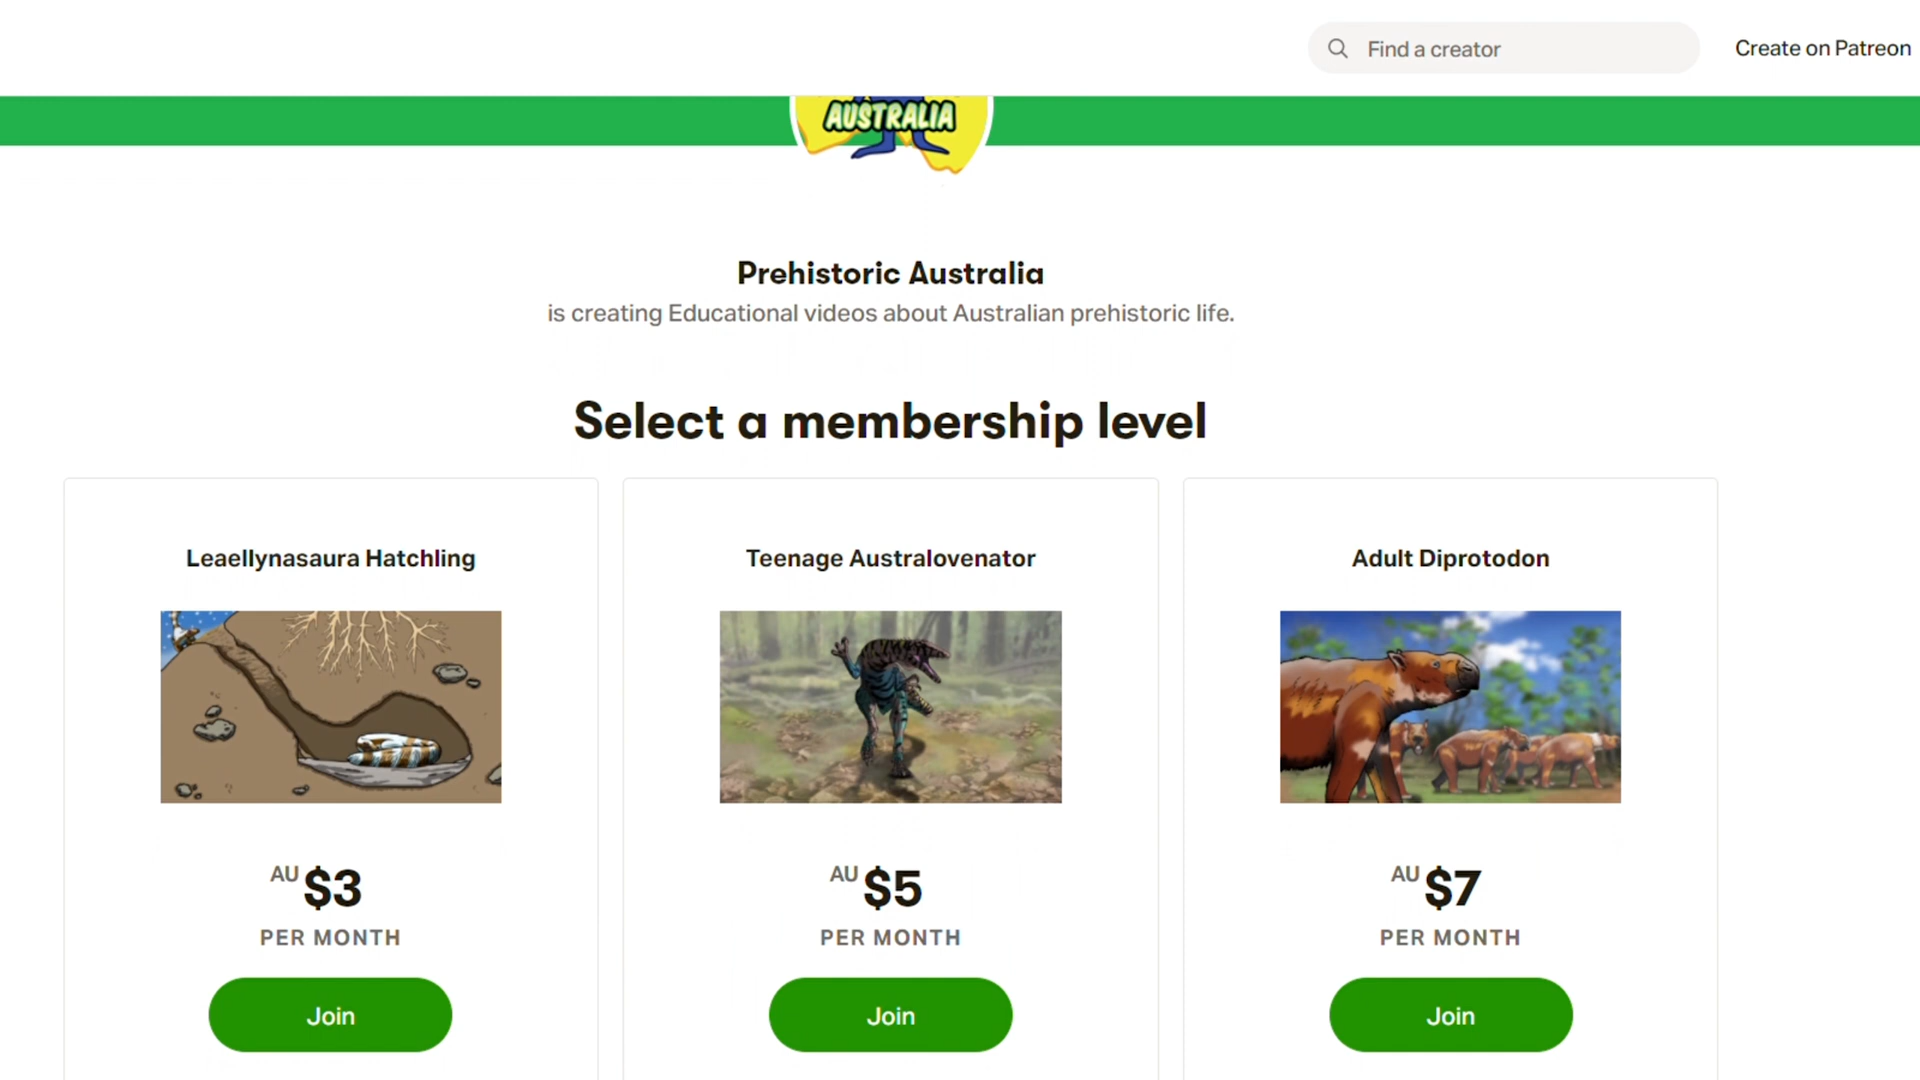 Find a creator
Create on Patreon
AUSTRALIA
Prehistoric Australia
is creating Educational videos about Australian prehistoric life.
Select a membership level
Leaellynasaura Hatchling
AU $3
PER MONTH
Join
Teenage Australovenator
AU $5
PER MONTH
Join
Adult Diprotodon
AU $7
PER MONTH
Join